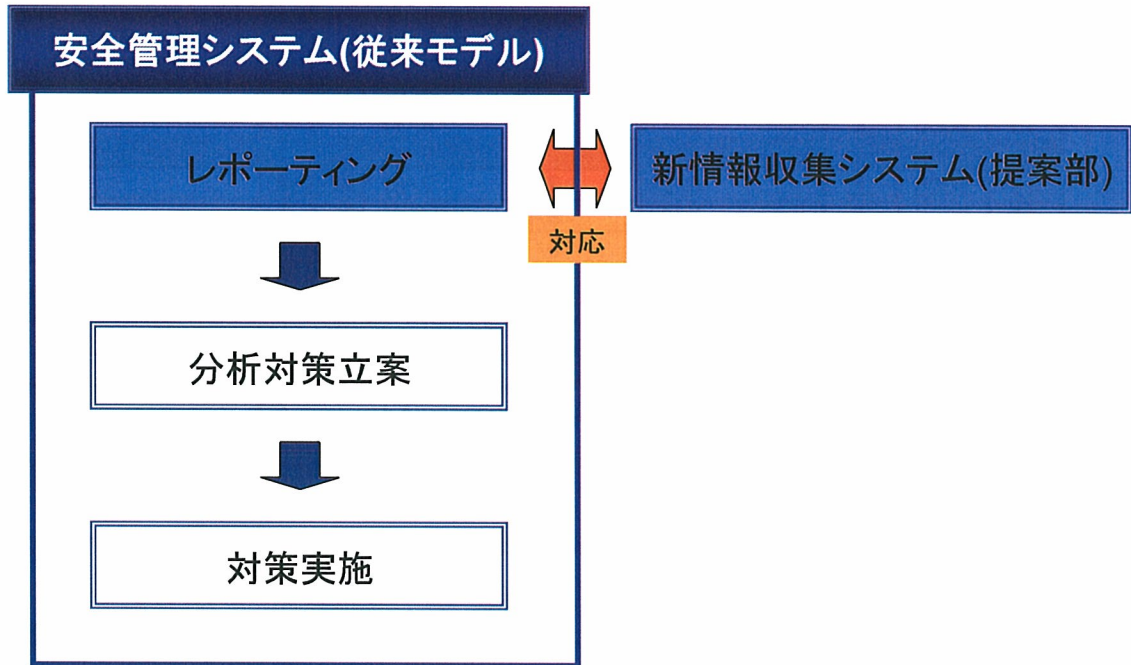 安全管理システム(従来モデル)
レポーティング
新情報収集システム(提案部)
対応
分析対策立案
対策実施